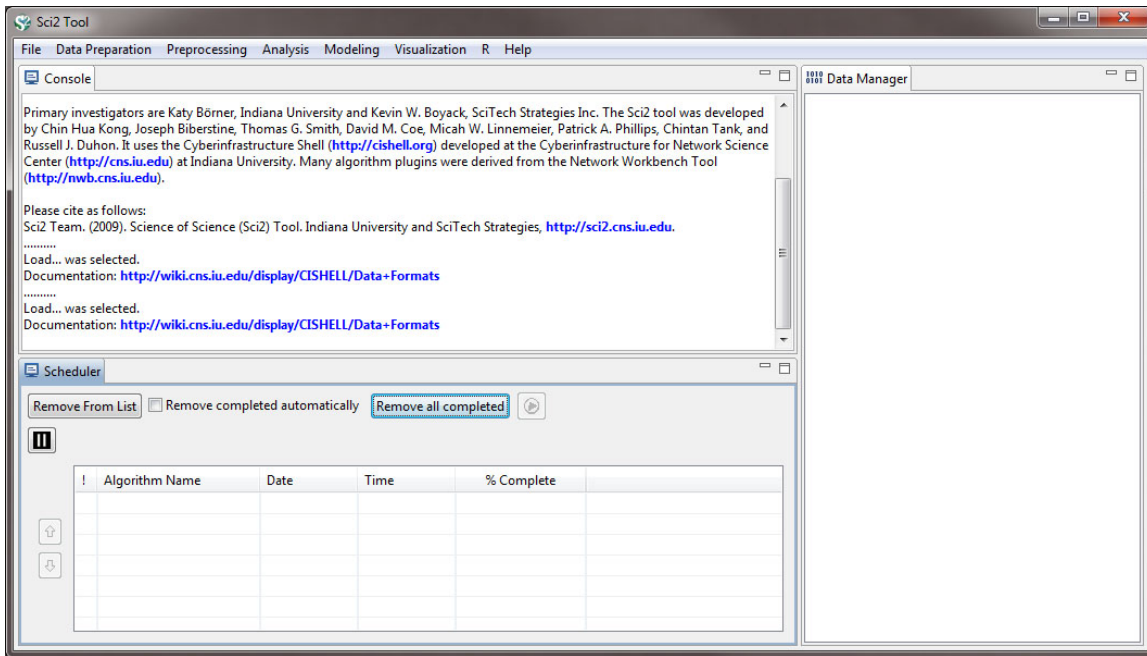 Sci2 Tool
File Data Preparation Preprocessing Analysis Modeling Visualization R Help
Console
Primary investigators are Katy Börner, Indiana University and Kevin W. Boyack, SciTech Strategies Inc. The Sci2 tool was developed
by Chin Hua Kong, Joseph Biberstine, Thomas G. Smith, David M. Coe, Micah W. Linnemeier, Patrick A. Phillips, Chintan Tank, and
Russell J. Duhon. It uses the Cyberinfrastructure Shell (http://cishell.org) developed at the Cyberinfrastructure for Network Science
Center (http://cns.iu.edu) at Indiana University. Many algorithm plugins were derived from the Network Workbench Tool
(http://nwb.cns.iu.edu).
Please cite as follows:
Sci2 Team. (2009). Science of Science (Sci2) Tool. Indiana University and SciTech Strategies, http://sci2.cns.iu.edu.
..........
Load... was selected.
Documentation: http://wiki.cns.iu.edu/display/CISHELL/Data+Formats
..........
Load... was selected.
Documentation: http://wiki.cns.iu.edu/display/CISHELL/Data+Formats
Scheduler
Remove From List Remove completed automatically Remove all completed
! Algorithm Name Date Time % Complete
1010 0101 Data Manager